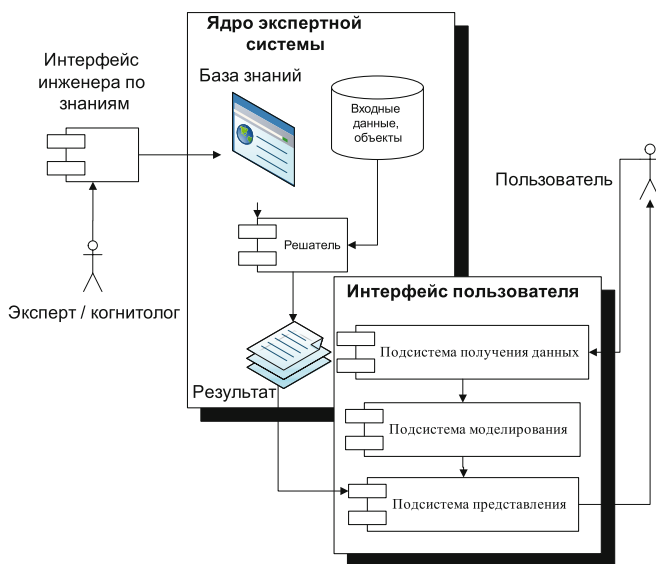 Ядро экспертной
системы
Интерфейс
инженера по
знаниям
База знаний
Входные
данные,
объекты
Пользователь
Решатель
Эксперт / когнитолог
Интерфейс пользователя
Подсистема получения данных
Результат
Подсистема моделирования
Подсистема представления